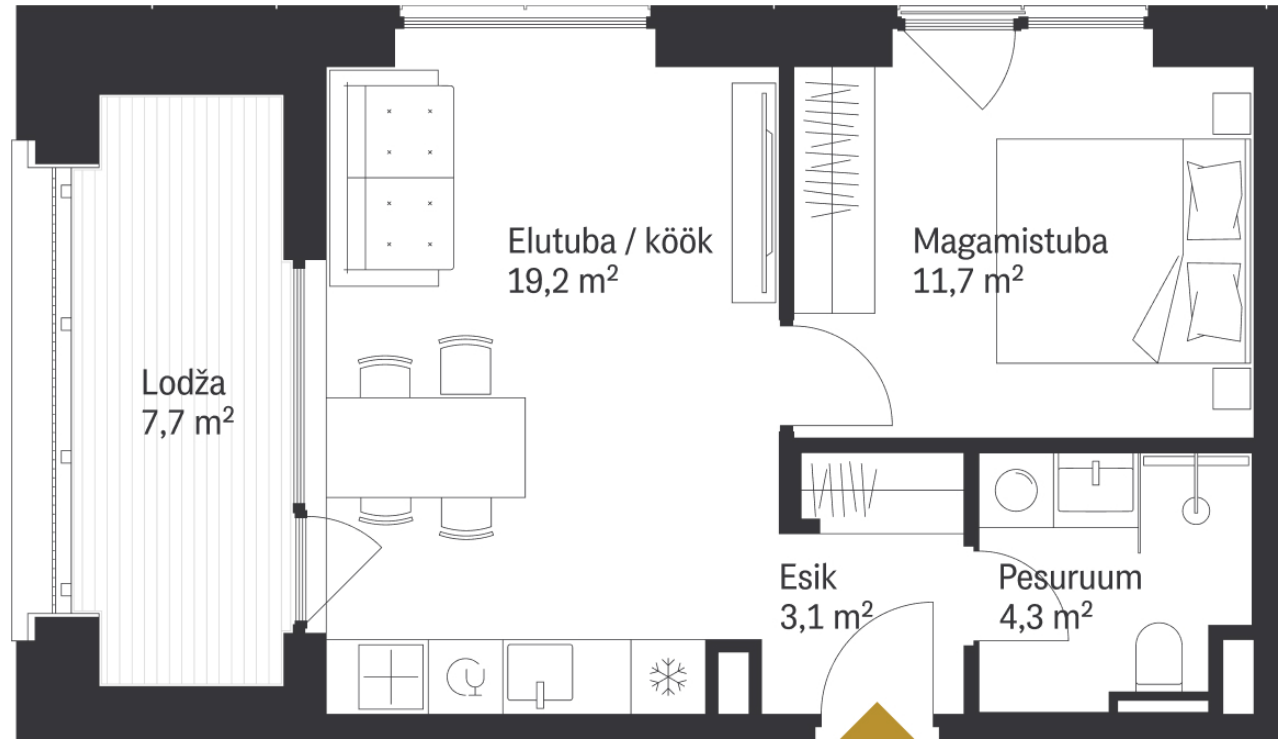 Elutuba / köök
19,2 m²
Magamistuba
11,7 m²
Lodža
7,7 m²
Esik
3,1 m²
Pesuruum
4,3 m²